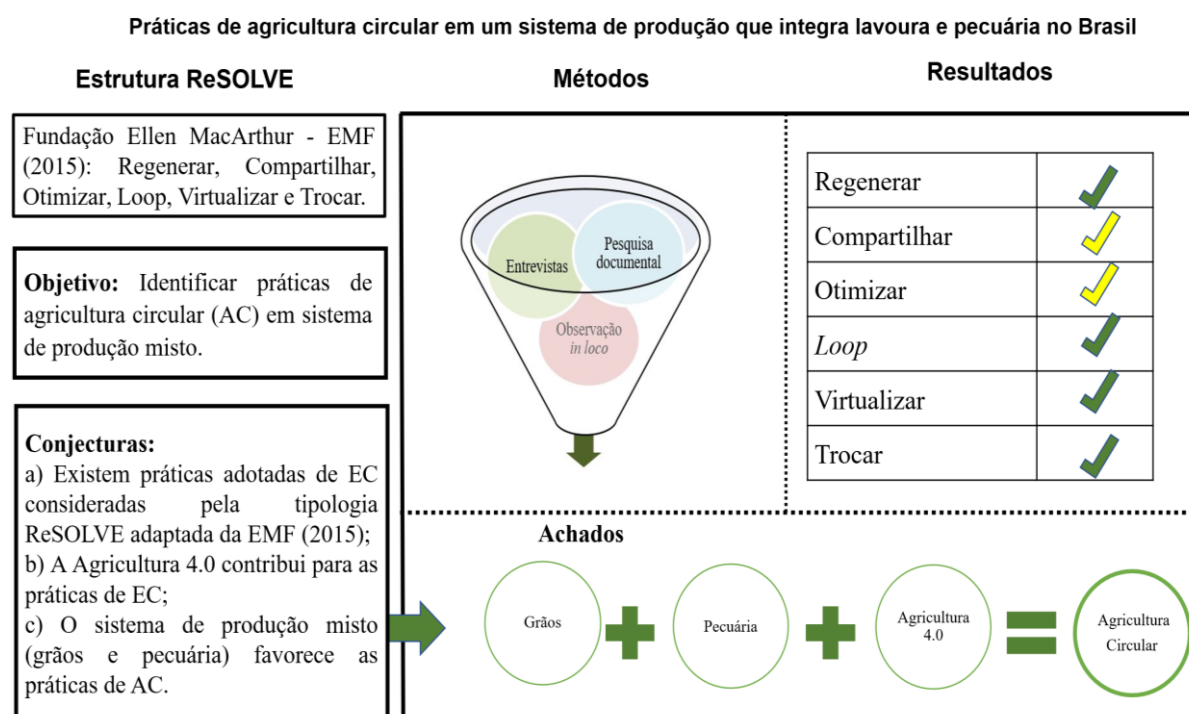 Práticas de agricultura circular em um sistema de produção que integra lavoura e pecuária no Brasil
Estrutura ReSOLVE
Fundação Ellen MacArthur - EMF
(2015): Regenerar, Compartilhar,
Otimizar, Loop, Virtualizar e Trocar.
Objetivo: Identificar práticas de
agricultura circular (AC) em sistema
de produção misto.
Conjecturas:
a) Existem práticas adotadas de EC
consideradas pela tipologia
ReSOLVE adaptada da EMF (2015);
b) A Agricultura 4.0 contribui para as
práticas de EC;
c) O sistema de produção misto
(grãos e pecuária) favorece as
práticas de AC.
Métodos
Entrevistas
Pesquisa
documental
Observação
in loco
Resultados
Regenerar
Compartilhar
Otimizar
Loop
Virtualizar
Trocar
Achados
Grãos
Pecuária
Agricultura
4.0
Agricultura
Circular